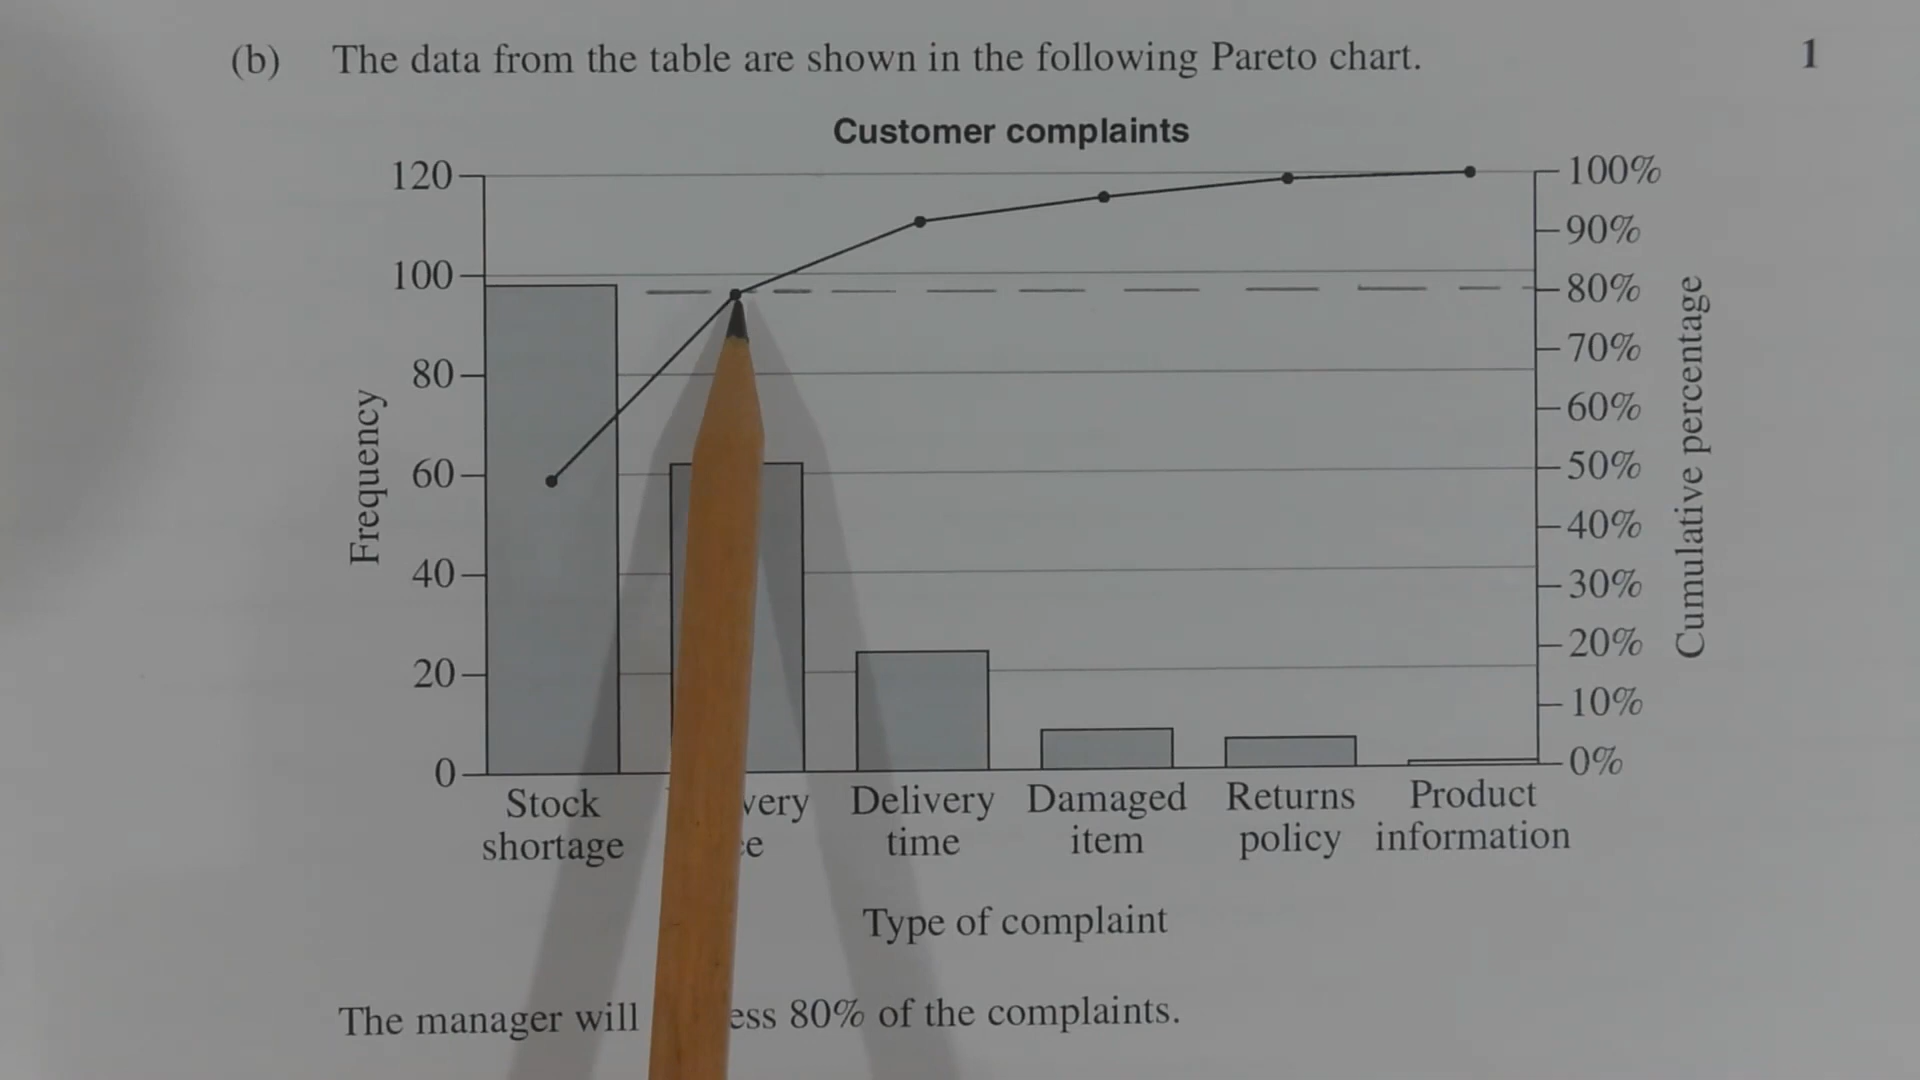 (b) The data from the table are shown in the following Pareto chart. 1
Customer complaints
120
100
80
60
40
20
0
Frequency
100%
90%
80%
70%
60%
50%
40%
30%
20%
10%
0%
Cumulative percentage
Stock shortage
Delivery time
Damaged item
Returns policy
Product information
Type of complaint
The manager will 80% of the complaints.